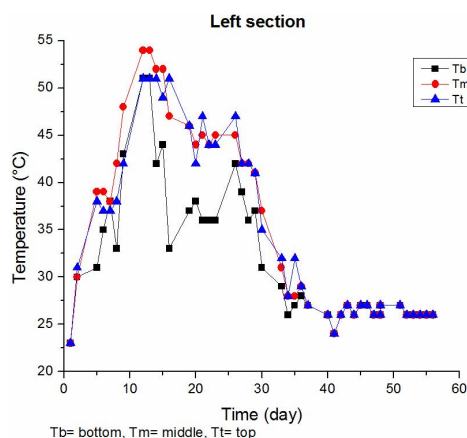 Left section
55
50
45
40
35
30
25
20
Temperature (°C)
Tb
Tm
Tt
0 10 20 30 40 50 60
Time (day)
Tb= bottom, Tm= middle, Tt= top